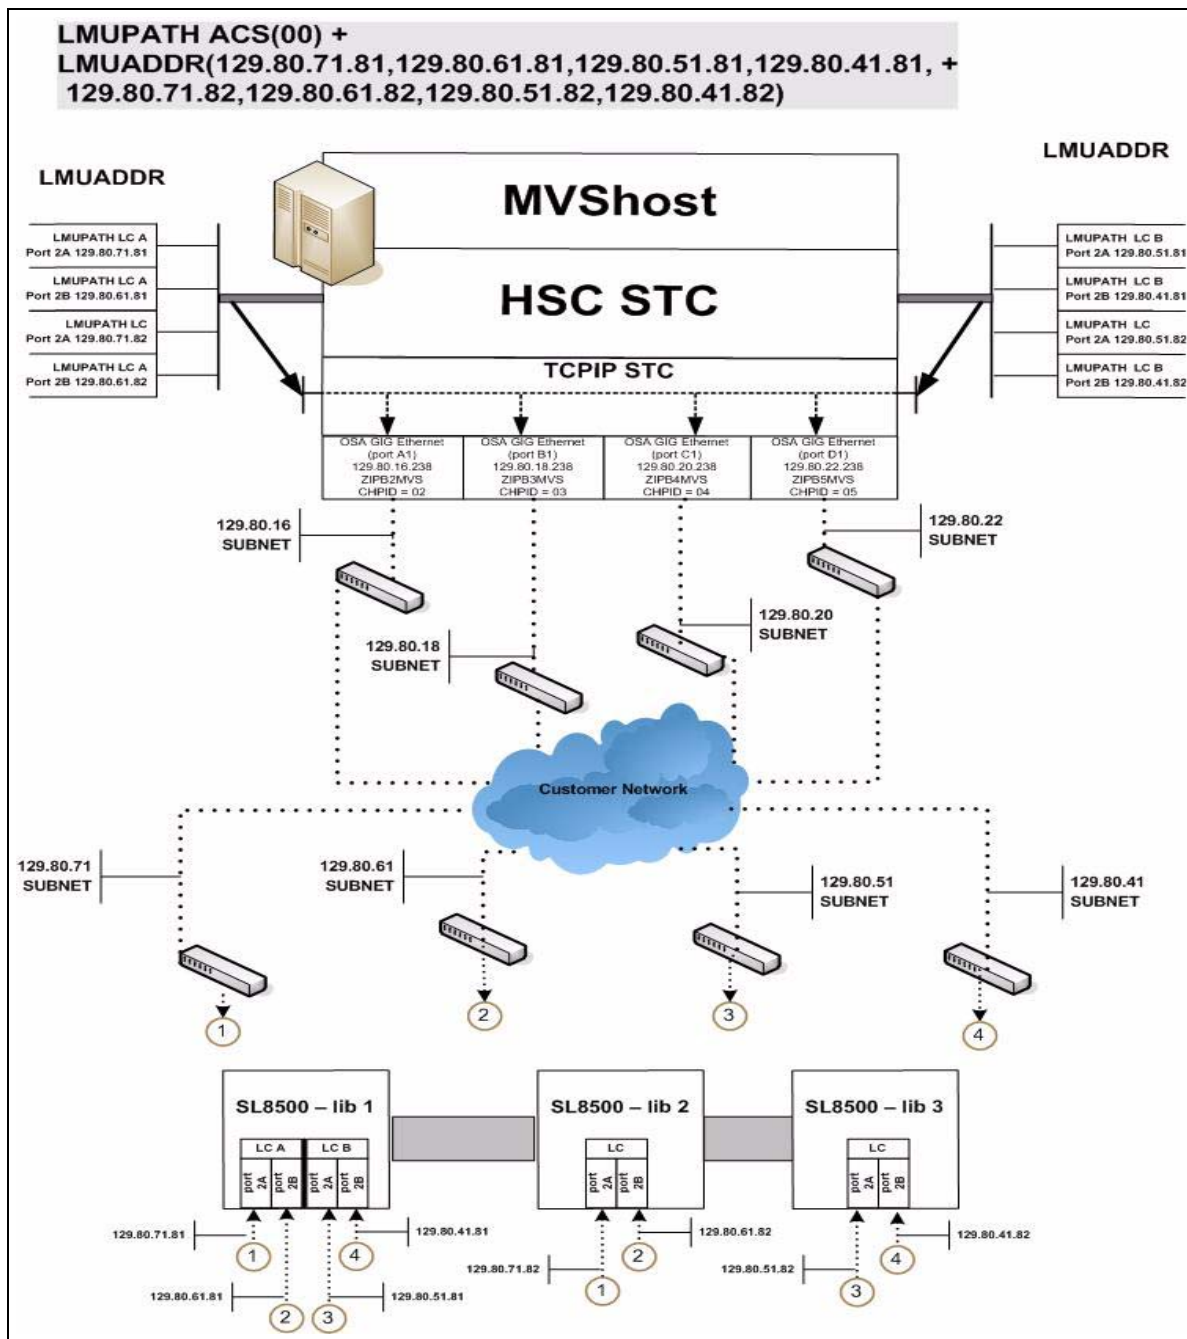 LMUPATH ACS(00) +
LMUADDR(129.80.71.81,129.80.61.81,129.80.51.81,129.80.41.81, +
129.80.71.82,129.80.61.82,129.80.51.82,129.80.41.82)
LMUADDR
LMUPATH LC A
Port 2A 129.80.71.81
LMUPATH LC A
Port 2B 129.80.61.81
LMUPATH LC
Port 2A 129.80.71.82
LMUPATH LC A
Port 2B 129.80.61.82
MVShost
HSC STC
TCPIP STC
LMUADDR
LMUPATH LC B
Port 2A 129.80.51.81
LMUPATH LC B
Port 2B 129.80.41.81
LMUPATH LC
Port 2A 129.80.51.82
LMUPATH LC B
Port 2B 129.80.41.82
OSA GIG Ethernet
(port A1)
129.80.16.238
ZIPB2MVS
CHPID = 02
OSA GIG Ethernet
(port B1)
129.80.18.238
ZIPB3MVS
CHPID = 03
OSA GIG Ethernet
(port C1)
129.80.20.238
ZIPB4MVS
CHPID = 04
OSA GIG Ethernet
(port D1)
129.80.22.238
ZIPB5MVS
CHPID = 05
129.80.16
SUBNET
129.80.22
SUBNET
129.80.18
SUBNET
129.80.20
SUBNET
Customer Network
129.80.71
SUBNET
129.80.61
SUBNET
129.80.51
SUBNET
129.80.41
SUBNET
1
2
3
4
SL8500 – lib 1
LC A
LC B
port 2A
port 2B
port 2A
port 2B
SL8500 – lib 2
LC
port 2A
port 2B
SL8500 – lib 3
LC
port 2A
port 2B
129.80.71.81
1
129.80.61.81
2
3
129.80.51.81
4
129.80.41.81
129.80.71.82
1
2
129.80.61.82
129.80.51.82
3
4
129.80.41.82